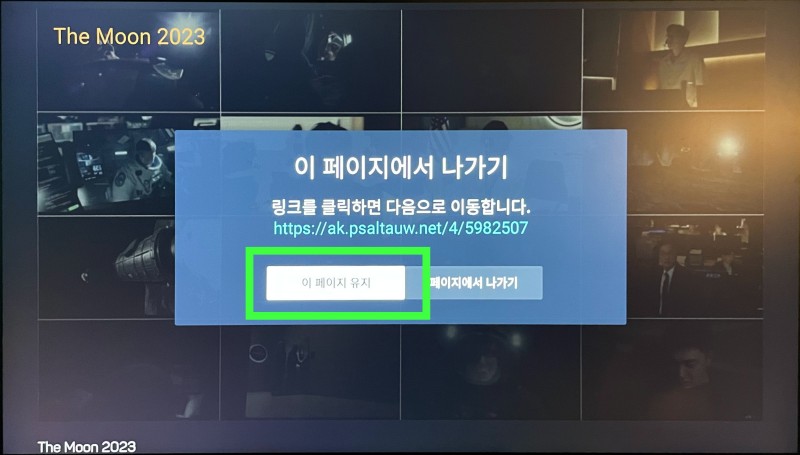 The Moon 2023
이 페이지에서 나가기
링크를 클릭하면 다음으로 이동합니다.
https://ak.psaltauw.net/4/5982507
이 페이지 유지
페이지에서 나가기
The Moon 2023